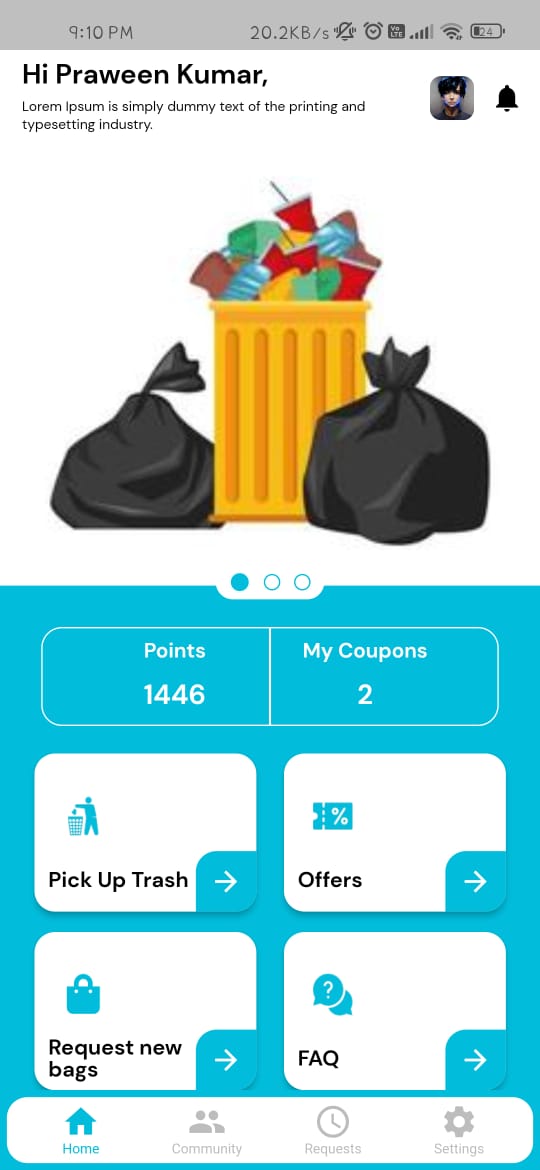 9:10 PM 20.2KB/s Vo LTE 24
Hi Praween Kumar,
Lorem Ipsum is simply dummy text of the printing and
typesetting industry.
Points My Coupons
1446 2
Pick Up Trash Offers
Request new
bags
FAQ
Home Community Requests Settings